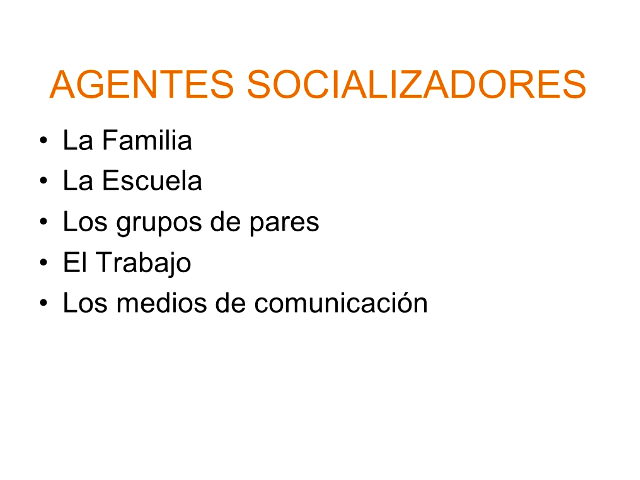 AGENTES SOCIALIZADORES
• La Familia
• La Escuela
• Los grupos de pares
• El Trabajo
• Los medios de comunicación